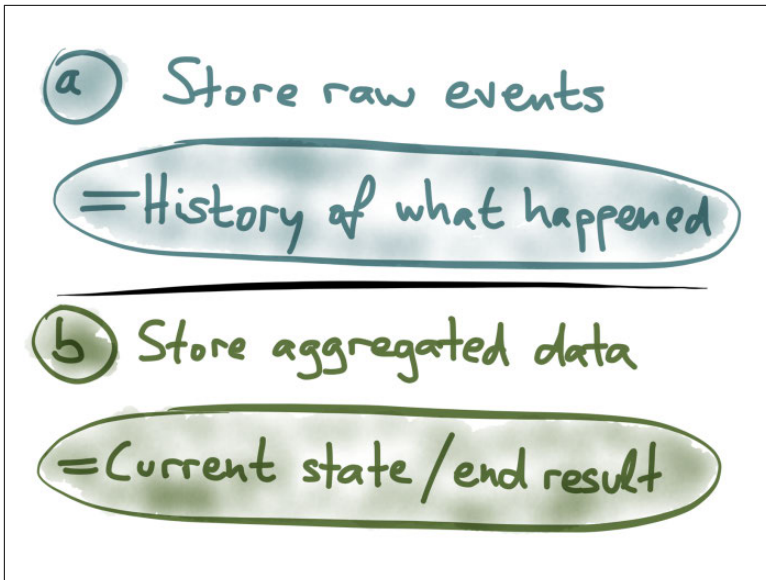 a Store raw events
=History of what happened
b Store aggregated data
=Current state/end result